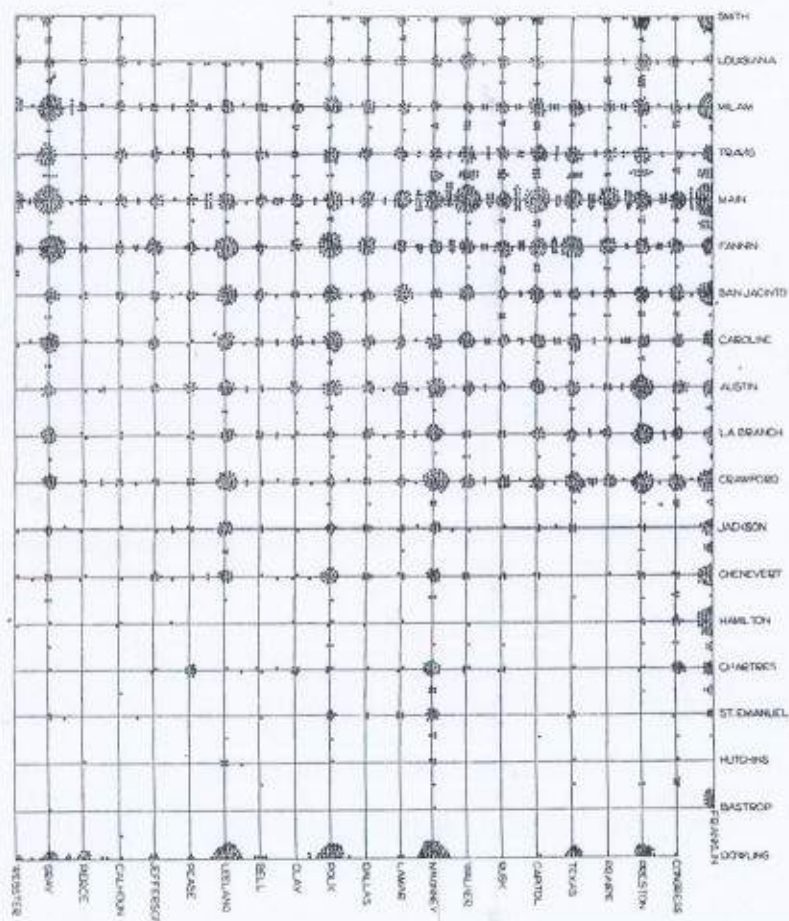 SMITH
LOUISIANA
MILAM
TRAVIS
MAIN
FANNIN
SAN JACINTO
CAROLINE
AUSTIN
LA BRANCH
CRAWFORD
JACKSON
CHENEVERT
HAMILTON
CHARTRES
ST. EMANUEL
HUTCHINS
BASTROP
DOWLING
FRANKLIN
WEBSTER
GRAY
PIERCE
CALHOUN
JEFFERSON
PEASE
LEELAND
BELL
CLAY
POLK
DALLAS
LAMAR
McKINNEY
WALKER
RUSK
CAPITOL
TEXAS
PRAIRIE
PRESTON
CONGRESS